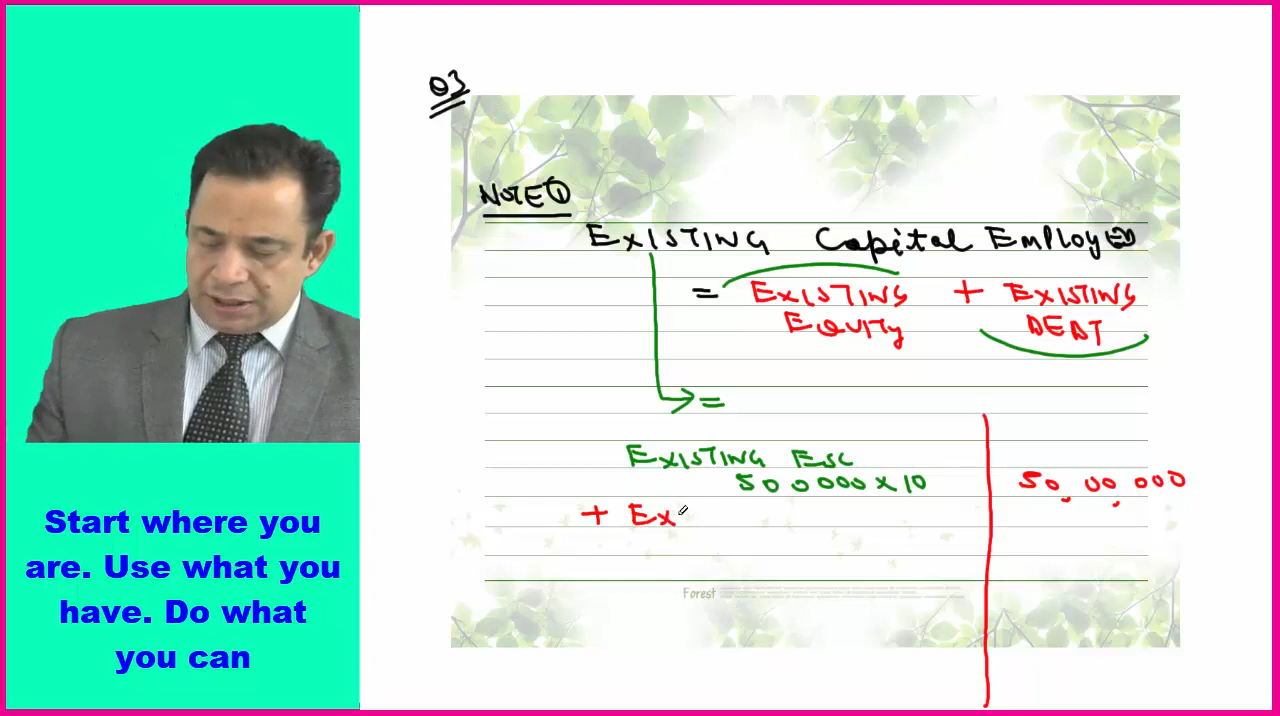 Q3
NOTE ①
EXISTING Capital EMPLOYED
= EXISTING + EXISTING
EQUITY DEBT
=
EXISTING ESC
500000 x 10 50,00,000
+ Ex
Forest
Start where you
are. Use what you
have. Do what
you can